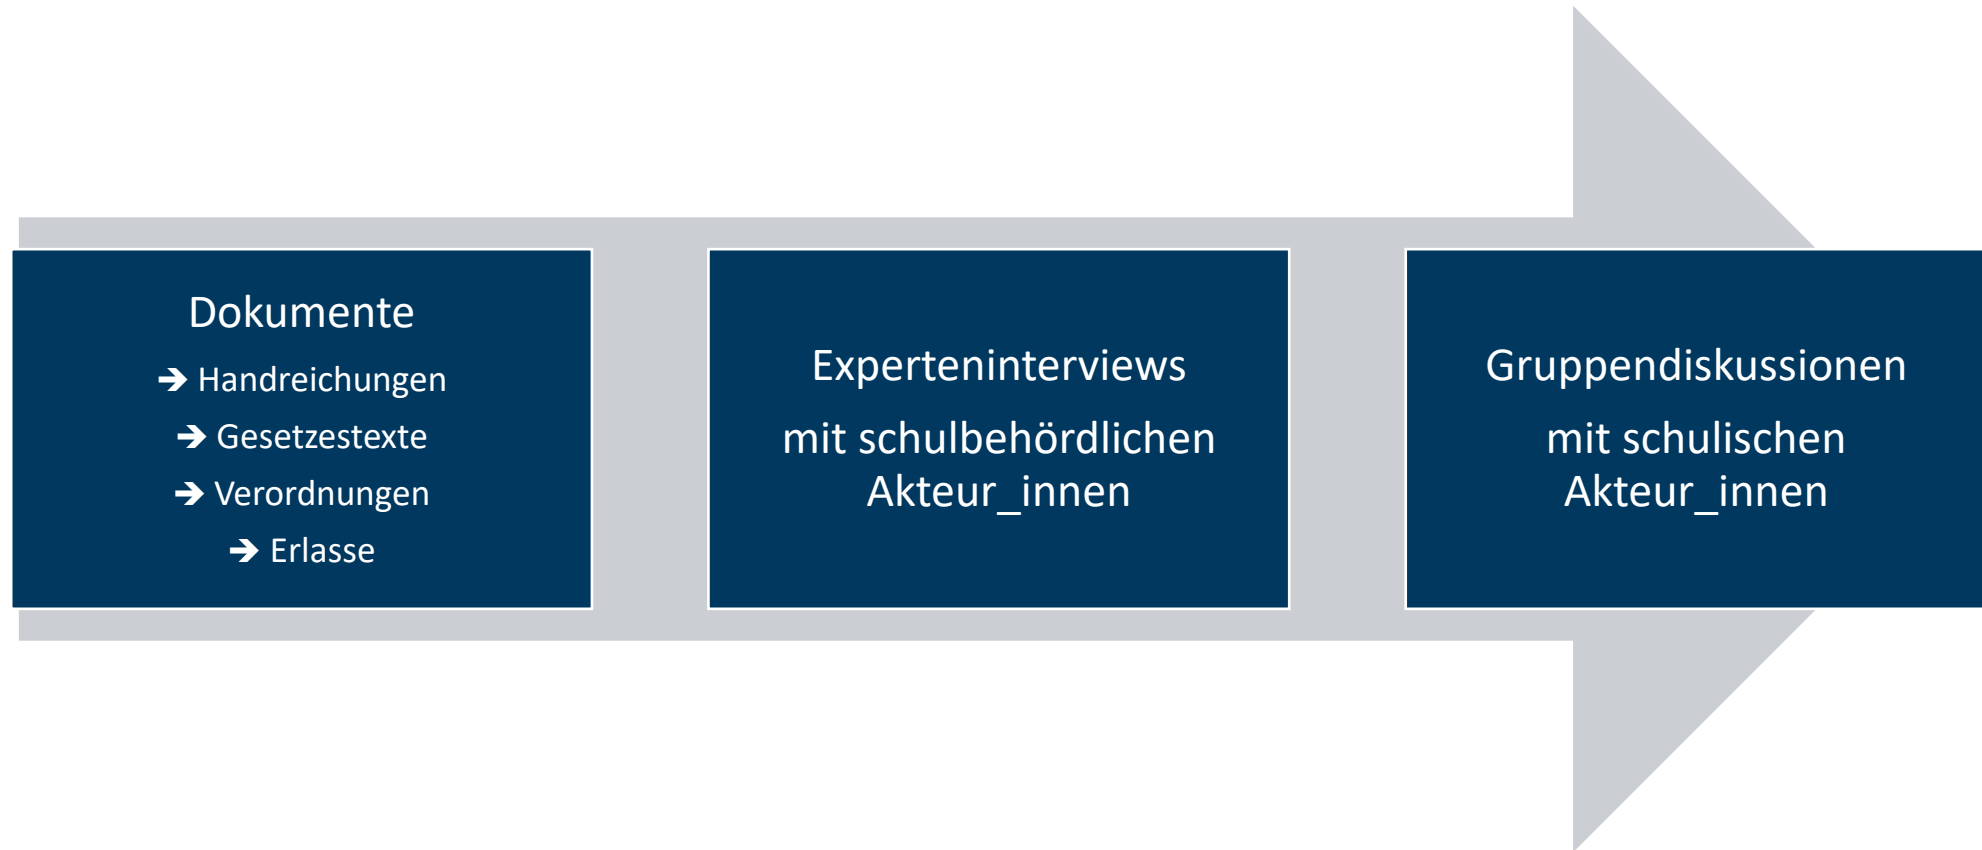 Dokumente
➔ Handreichungen
➔ Gesetzestexte
➔ Verordnungen
➔ Erlasse
Experteninterviews
mit schulbehördlichen
Akteur_innen
Gruppendiskussionen
mit schulischen
Akteur_innen